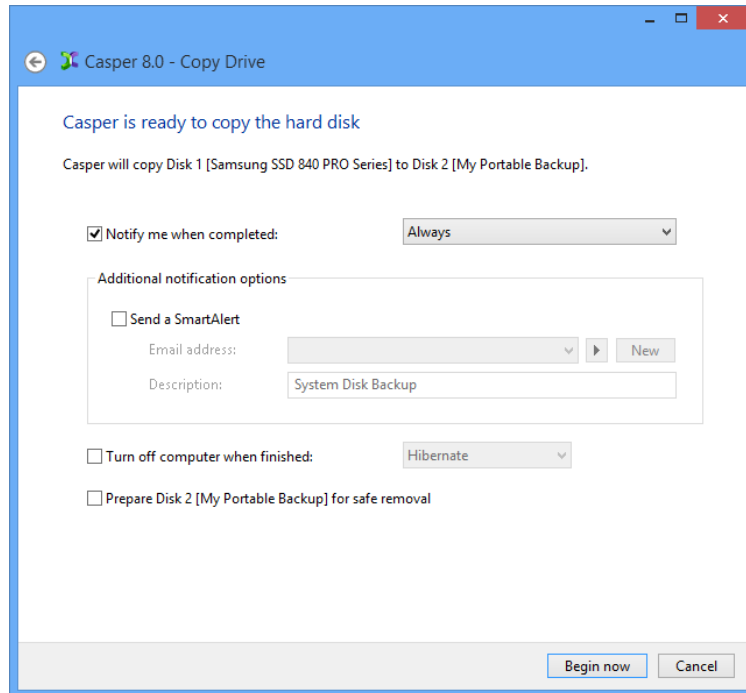 Casper 8.0 - Copy Drive
Casper is ready to copy the hard disk
Casper will copy Disk 1 [Samsung SSD 840 PRO Series] to Disk 2 [My Portable Backup].
Notify me when completed: Always
Additional notification options
Send a SmartAlert
Email address: New
Description: System Disk Backup
Turn off computer when finished: Hibernate
Prepare Disk 2 [My Portable Backup] for safe removal
Begin now Cancel